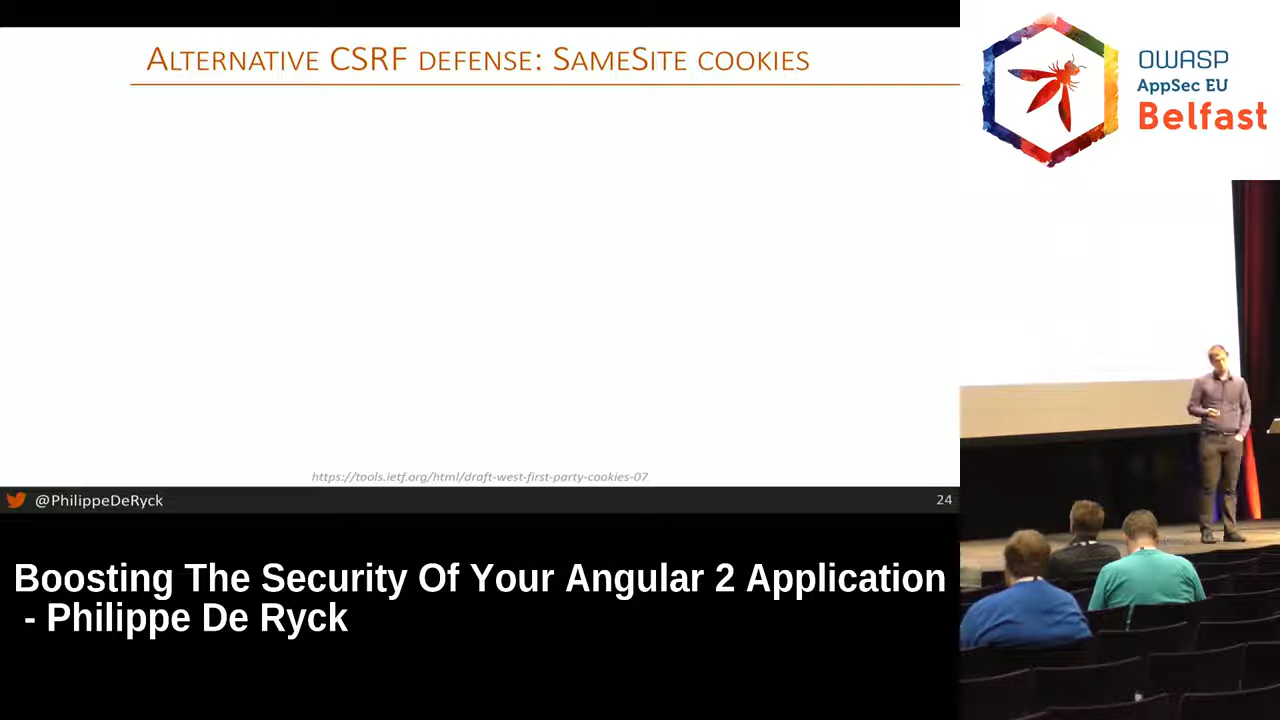 ALTERNATIVE CSRF DEFENSE: SAMESITE COOKIES
https://tools.ietf.org/html/draft-west-first-party-cookies-07
@PhilippeDeRyck
24
OWASP
AppSec EU
Belfast
Boosting The Security Of Your Angular 2 Application
- Philippe De Ryck